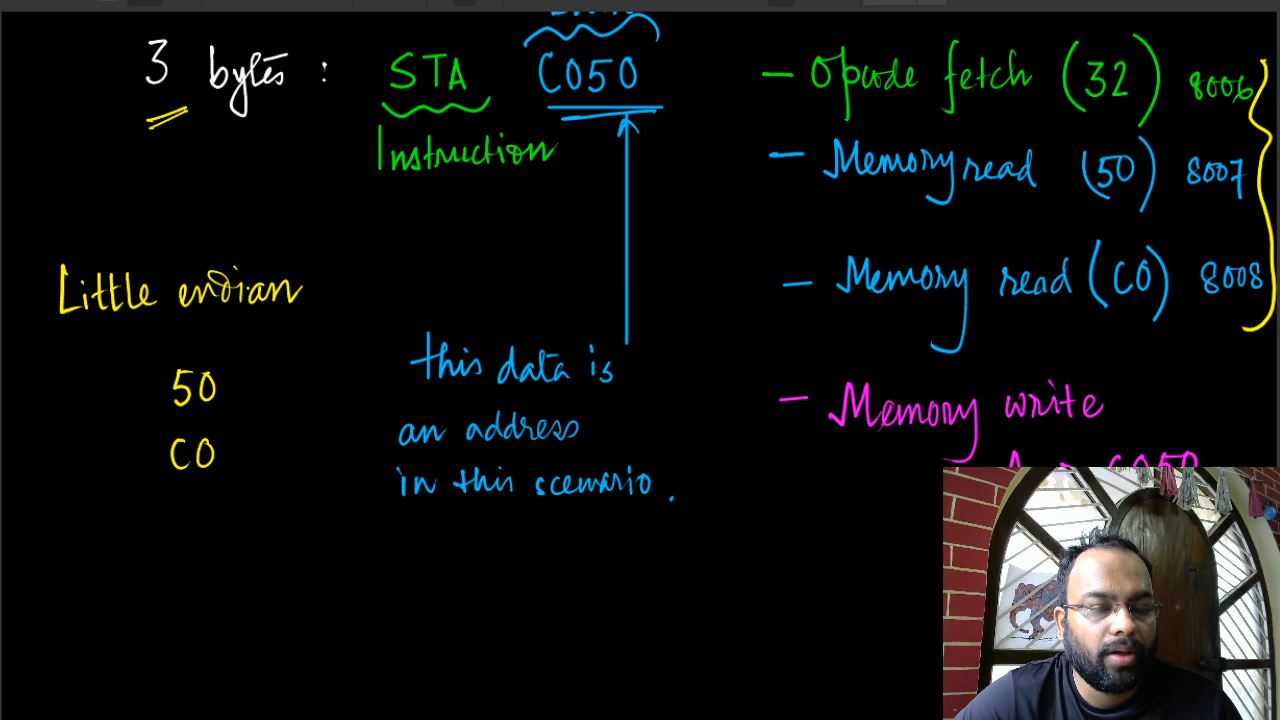 3 bytes : STA C050
Instruction
Little endian
50
C0
this data is
an address
in this scenario.
- Opcode fetch (32) 8006
- Memory read (50) 8007
- Memory read (C0) 8008
- Memory write
C050